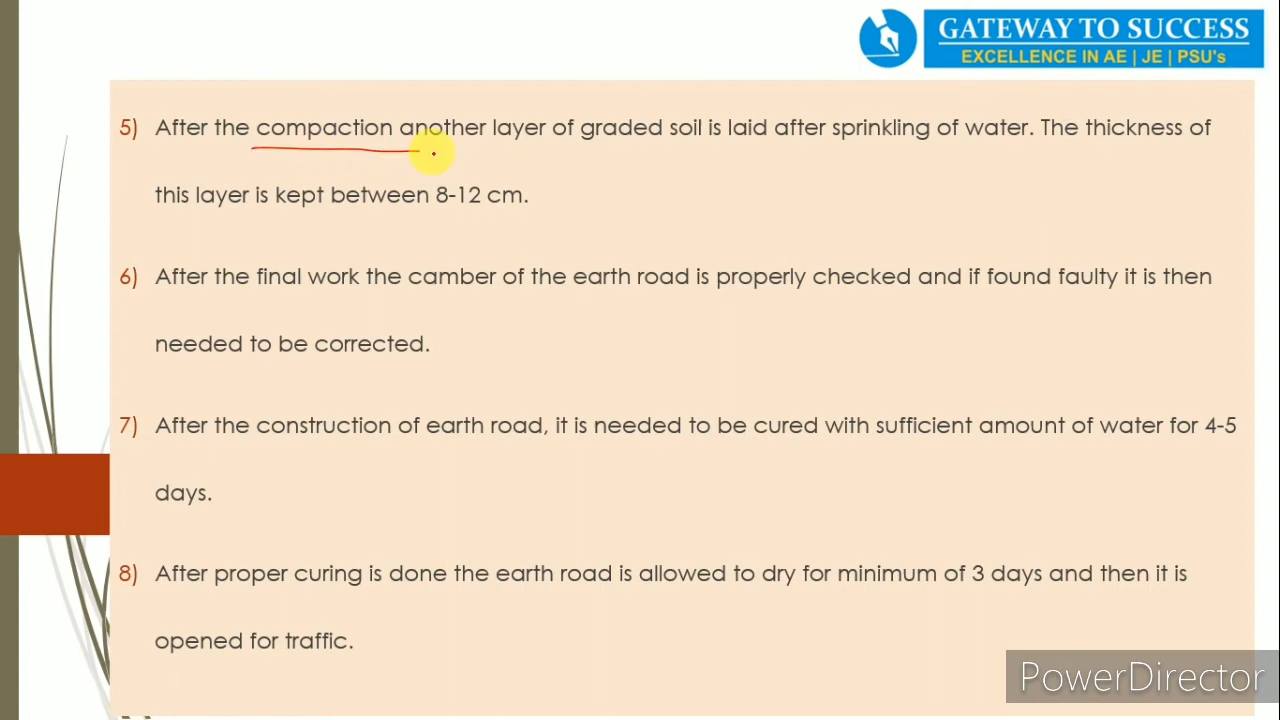 GATEWAY TO SUCCESS
EXCELLENCE IN AE | JE | PSU's
5) After the compaction another layer of graded soil is laid after sprinkling of water. The thickness of
this layer is kept between 8-12 cm.
6) After the final work the camber of the earth road is properly checked and if found faulty it is then
needed to be corrected.
7) After the construction of earth road, it is needed to be cured with sufficient amount of water for 4-5
days.
8) After proper curing is done the earth road is allowed to dry for minimum of 3 days and then it is
opened for traffic.
PowerDirector